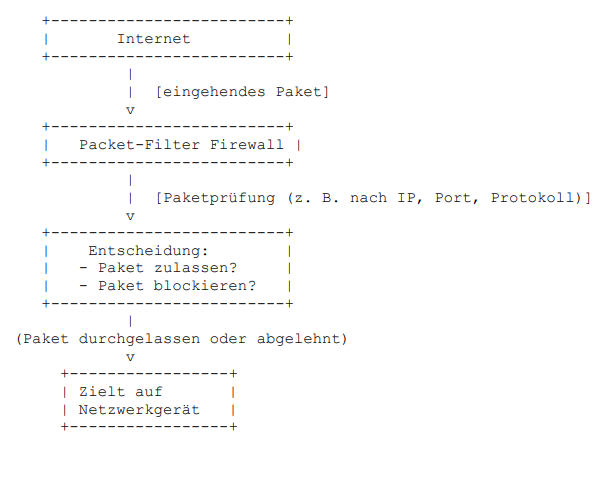 +-------------------------+
|       Internet          |
+-------------------------+
|
|  [eingehendes Paket]
v
+-------------------------+
|   Packet-Filter Firewall |
+-------------------------+
|
|  [Paketprüfung (z. B. nach IP, Port, Protokoll)]
v
+-------------------------+
|    Entscheidung:        |
|   - Paket zulassen?     |
|   - Paket blockieren?   |
+-------------------------+
|
(Paket durchgelassen oder abgelehnt)
v
+-----------------+
| Zielt auf       |
| Netzwerkgerät   |
+-----------------+